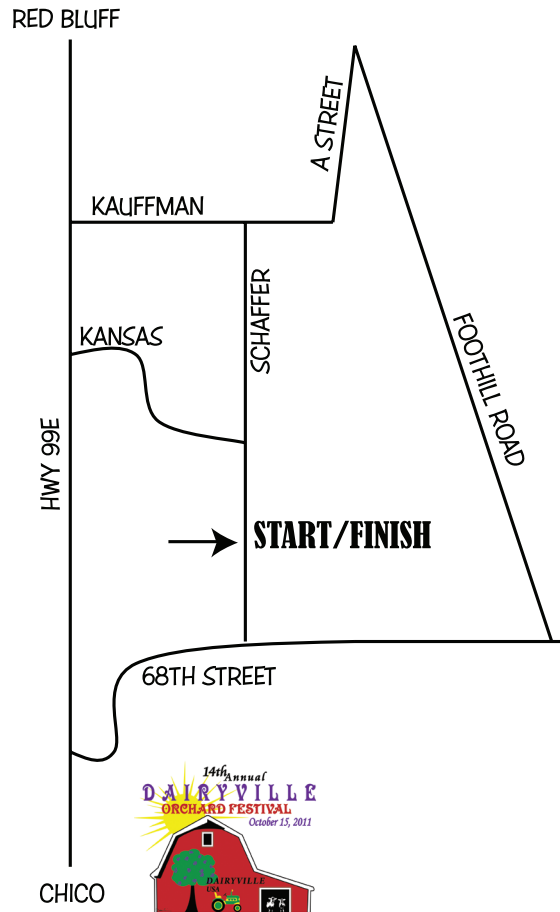 RED BLUFF
A STREET
KAUFFMAN
SCHAFFER
KANSAS
FOOTHILL ROAD
HWY 99E
START/FINISH
68TH STREET
14th Annual
DAIRYVILLE
ORCHARD FESTIVAL
October 15, 2011
DAIRYVILLE
USA
CHICO